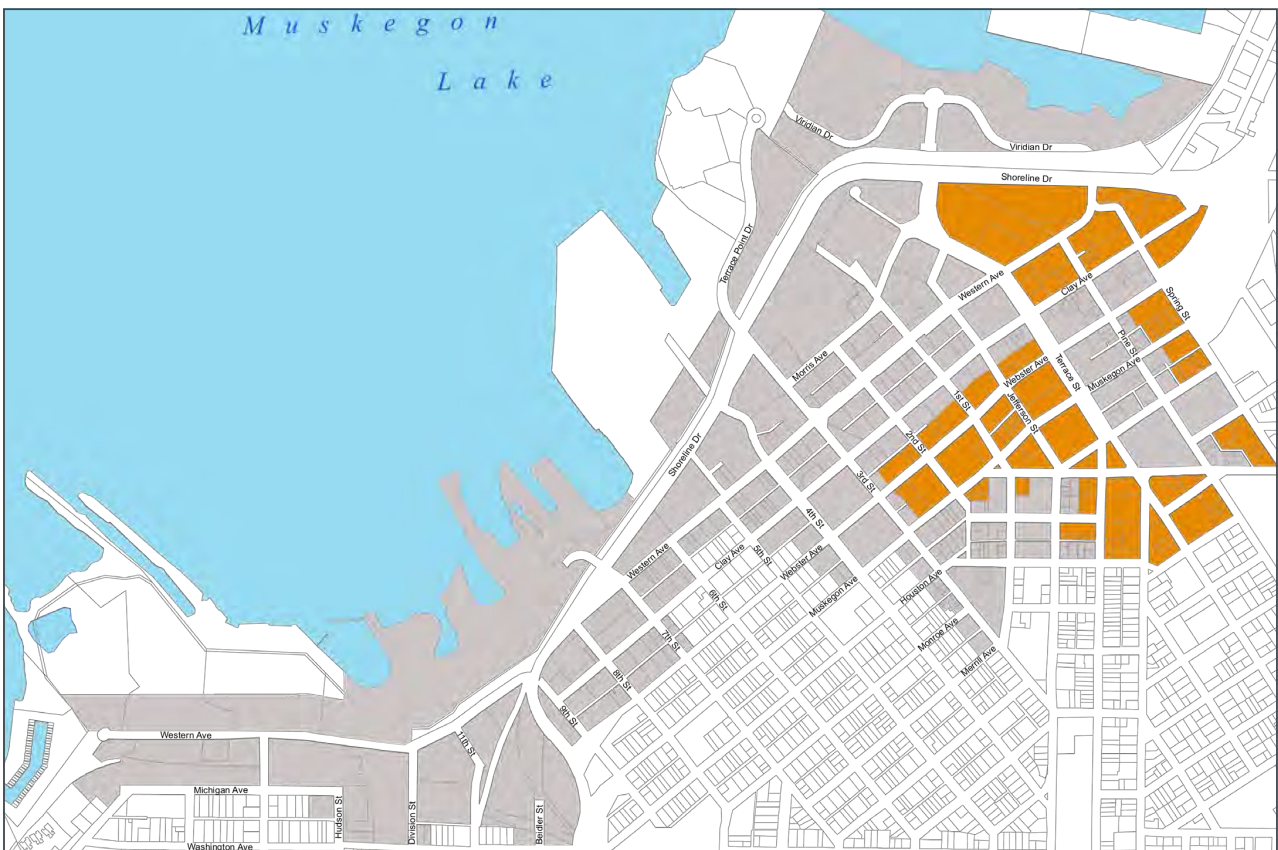 Muskegon
Lake
Viridian Dr
Viridian Dr
Shoreline Dr
Terrace Point Dr
Western Ave
Clay Ave
Spring St
Pine St
Morris Ave
Webster Ave
Terrace St
Muskegon Ave
1st St
Jefferson St
2nd St
Shoreline Dr
3rd St
4th St
Western Ave
Clay Ave
5th St
Webster Ave
Houston Ave
Muskegon Ave
6th St
7th St
Monroe Ave
Merrill Ave
8th St
9th St
Western Ave
11th St
Michigan Ave
Hudson St
Division St
Beidler St
Washington Ave